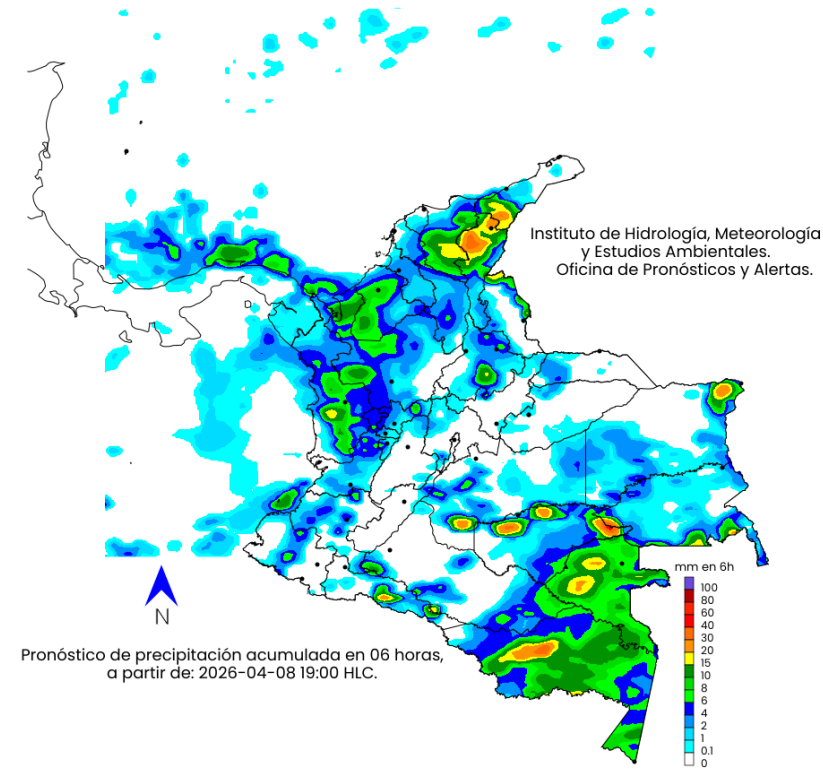 Instituto de Hidrología, Meteorología
y Estudios Ambientales.
Oficina de Pronósticos y Alertas.
mm en 6h
100
80
60
40
30
20
15
10
8
6
4
2
1
0.1
0
N
Pronóstico de precipitación acumulada en 06 horas,
a partir de: 2026-04-08 19:00 HLC.